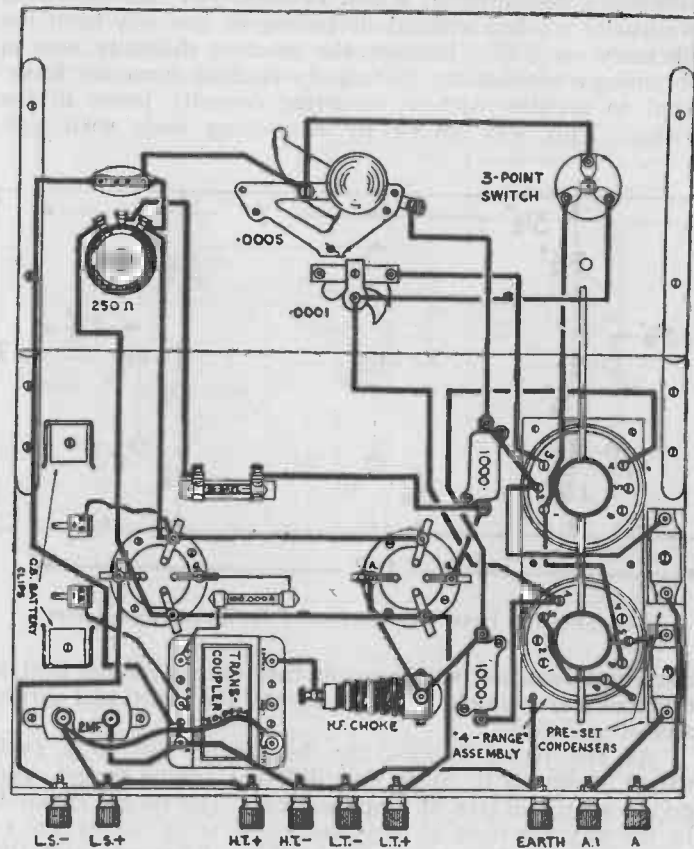 3-POINT
SWITCH
.0005
250 Ω
.0001
1000.
G.B. BATTERY
CLIPS
TRANS-
COUPLER
2MF.
H.F. CHOKE
1000.
"4-RANGE"
ASSEMBLY
PRE-SET
CONDENSERS
L.S.-
L.S.+
H.T.+
H.T.-
L.T.-
L.T.+
EARTH
A.1
A